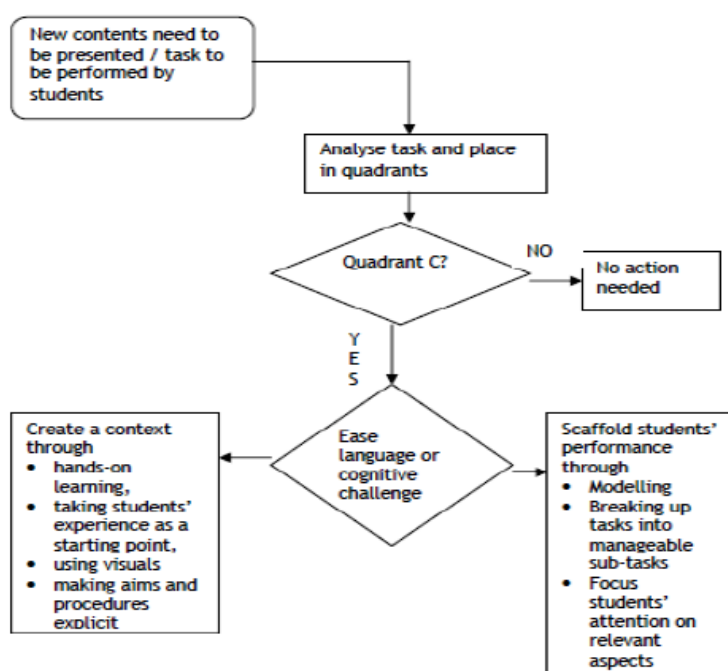 New contents need to
be presented / task to
be performed by
students
Analyse task and place
in quadrants
Quadrant C?
NO
No action
needed
Y
E
S
Ease
language or
cognitive
challenge
Create a context
through
• hands-on
learning,
• taking students'
experience as a
starting point,
• using visuals
• making aims and
procedures
explicit
Scaffold students'
performance
through
• Modelling
• Breaking up
tasks into
manageable
sub-tasks
• Focus
students'
attention on
relevant
aspects